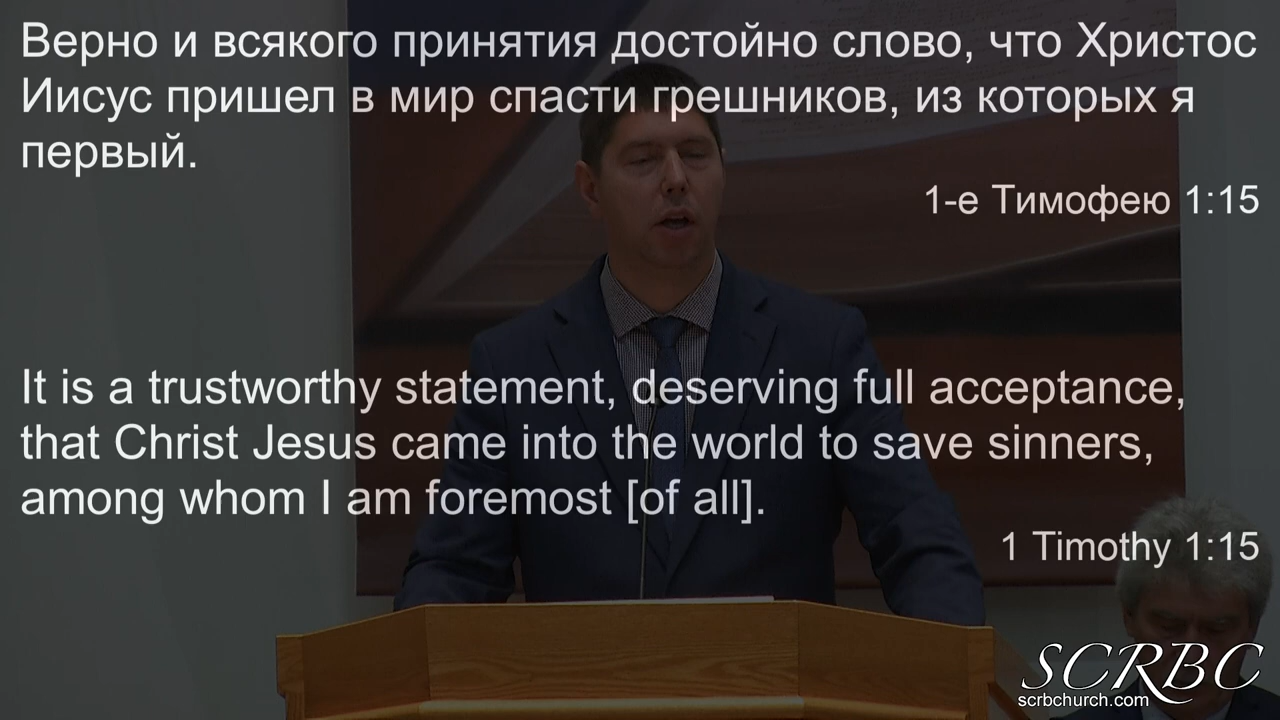 Верно и всякого принятия достойно слово, что Христос
Иисус пришел в мир спасти грешников, из которых я
первый.
1-е Тимофею 1:15
It is a trustworthy statement, deserving full acceptance,
that Christ Jesus came into the world to save sinners,
among whom I am foremost [of all].
1 Timothy 1:15
SCRBC
scrbchurch.com